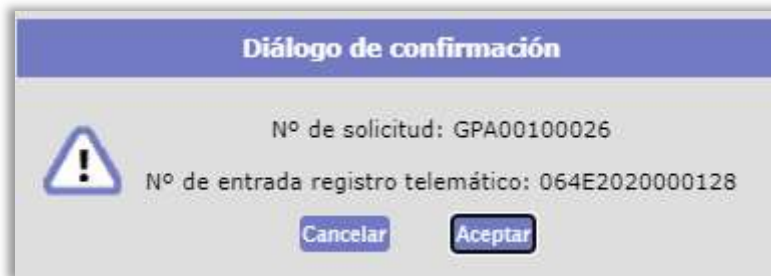 Diálogo de confirmación
Nº de solicitud: GPA00100026
Nº de entrada registro telemático: 064E2020000128
Cancelar Aceptar